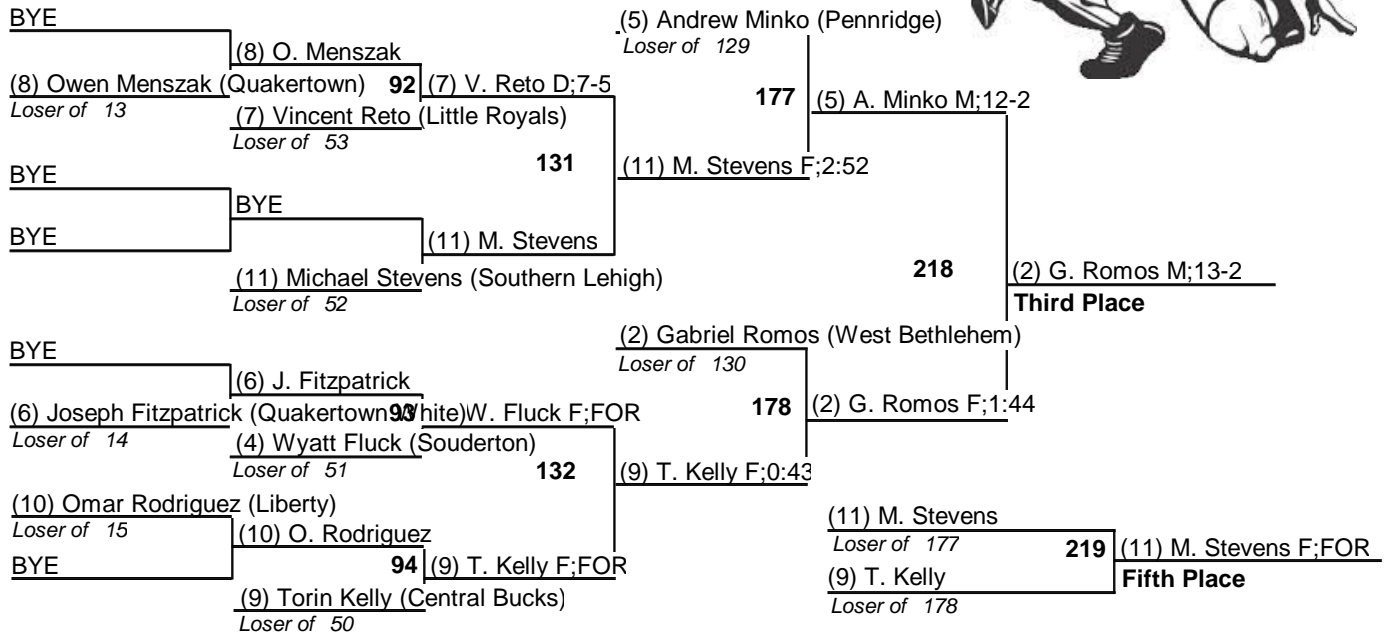 BYE
(8) O. Menszak
(8) Owen Menszak (Quakertown)
Loser of 13
92
(7) V. Reto D;7-5
(7) Vincent Reto (Little Royals)
Loser of 53
BYE
BYE
BYE
131
(11) M. Stevens
(11) Michael Stevens (Southern Lehigh)
Loser of 52
(5) Andrew Minko (Pennridge)
Loser of 129
177
(5) A. Minko M;12-2
(11) M. Stevens F;2:52
218
(2) G. Romos M;13-2
Third Place
BYE
(6) J. Fitzpatrick
(6) Joseph Fitzpatrick (Quakertown White)
Loser of 14
93
W. Fluck F;FOR
(4) Wyatt Fluck (Souderton)
Loser of 51
132
(10) Omar Rodriguez (Liberty)
Loser of 15
(10) O. Rodriguez
BYE
94
(9) T. Kelly F;FOR
(9) Torin Kelly (Central Bucks)
Loser of 50
(2) Gabriel Romos (West Bethlehem)
Loser of 130
178
(2) G. Romos F;1:44
(9) T. Kelly F;0:43
(11) M. Stevens
Loser of 177
219
(11) M. Stevens F;FOR
(9) T. Kelly
Fifth Place
Loser of 178